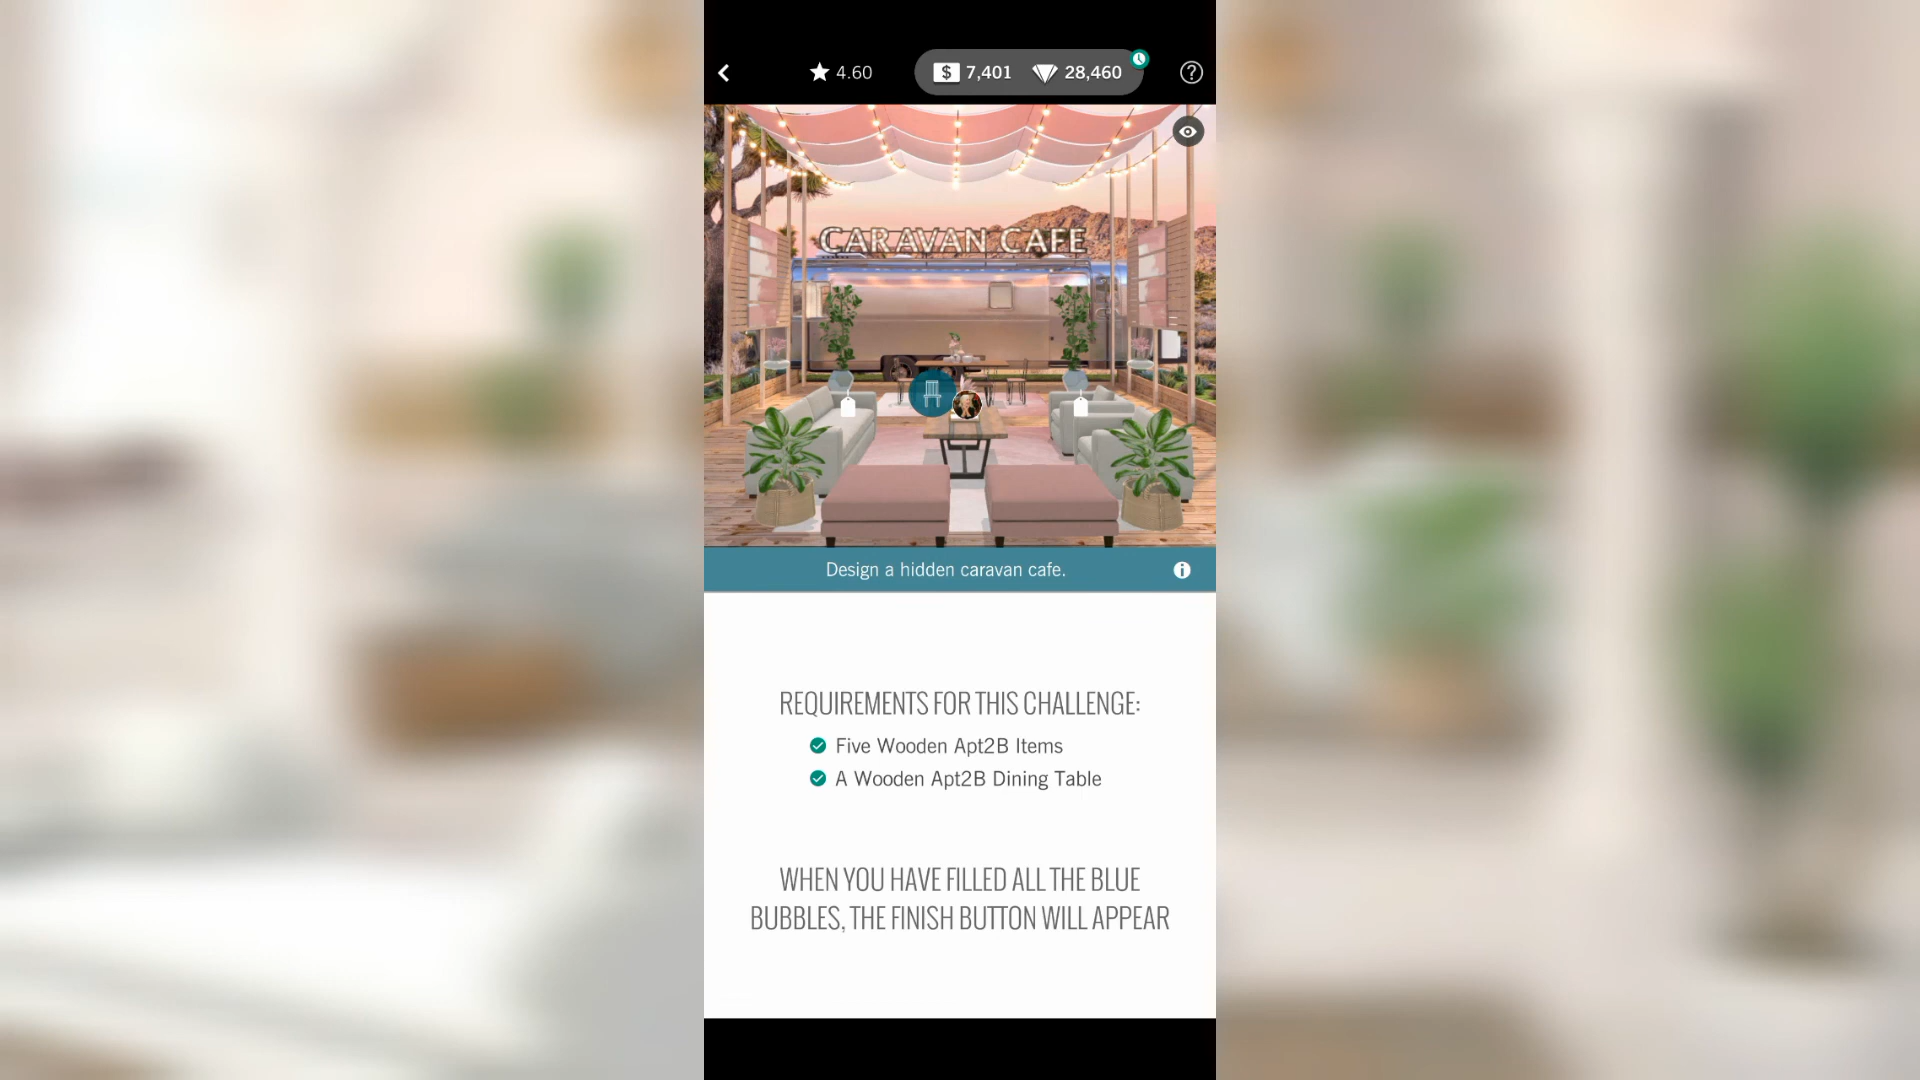 4.60
$ 7,401
28,460
?
CARAVAN CAFE
Design a hidden caravan cafe.
i
REQUIREMENTS FOR THIS CHALLENGE:
Five Wooden Apt2B Items
A Wooden Apt2B Dining Table
WHEN YOU HAVE FILLED ALL THE BLUE
BUBBLES, THE FINISH BUTTON WILL APPEAR